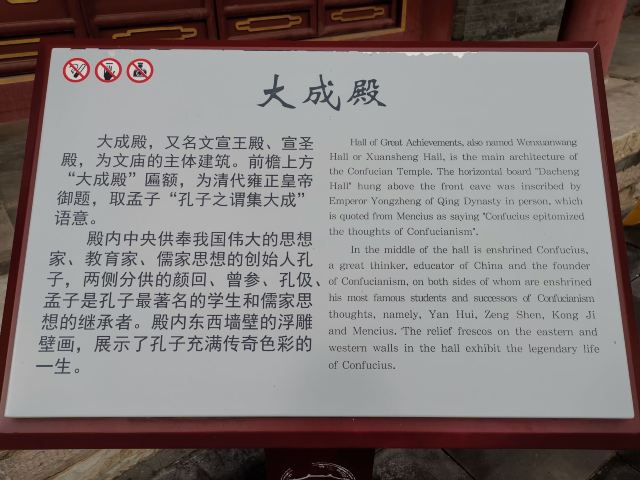 大成殿
大成殿，又名文宣王殿、宣圣
殿，为文庙的主体建筑。前檐上方
“大成殿”匾额，为清代雍正皇帝
御题，取孟子“孔子之谓集大成”
语意。
殿内中央供奉我国伟大的思想
家、教育家、儒家思想的创始人孔
子，两侧分供的颜回、曾参、孔伋、
孟子是孔子最著名的学生和儒家思
想的继承者。殿内东西墙壁的浮雕
壁画，展示了孔子充满传奇色彩的
一生。
Hall of Great Achievements, also named Wenxuanwang
Hall or Xuansheng Hall, is the main architecture of
the Confucian Temple. The horizontal board "Dacheng
Hall" hung above the front eave was inscribed by
Emperor Yongzheng of Qing Dynasty in person, which
is quoted from Mencius as saying "Confucius epitomized
the thoughts of Confucianism".
In the middle of the hall is enshrined Confucius,
a great thinker, educator of China and the founder
of Confucianism, on both sides of whom are enshrined
his most famous students and successors of Confucianism
thoughts, namely, Yan Hui, Zeng Shen, Kong Ji
and Mencius. The relief frescos on the eastern and
western walls in the hall exhibit the legendary life
of Confucius.